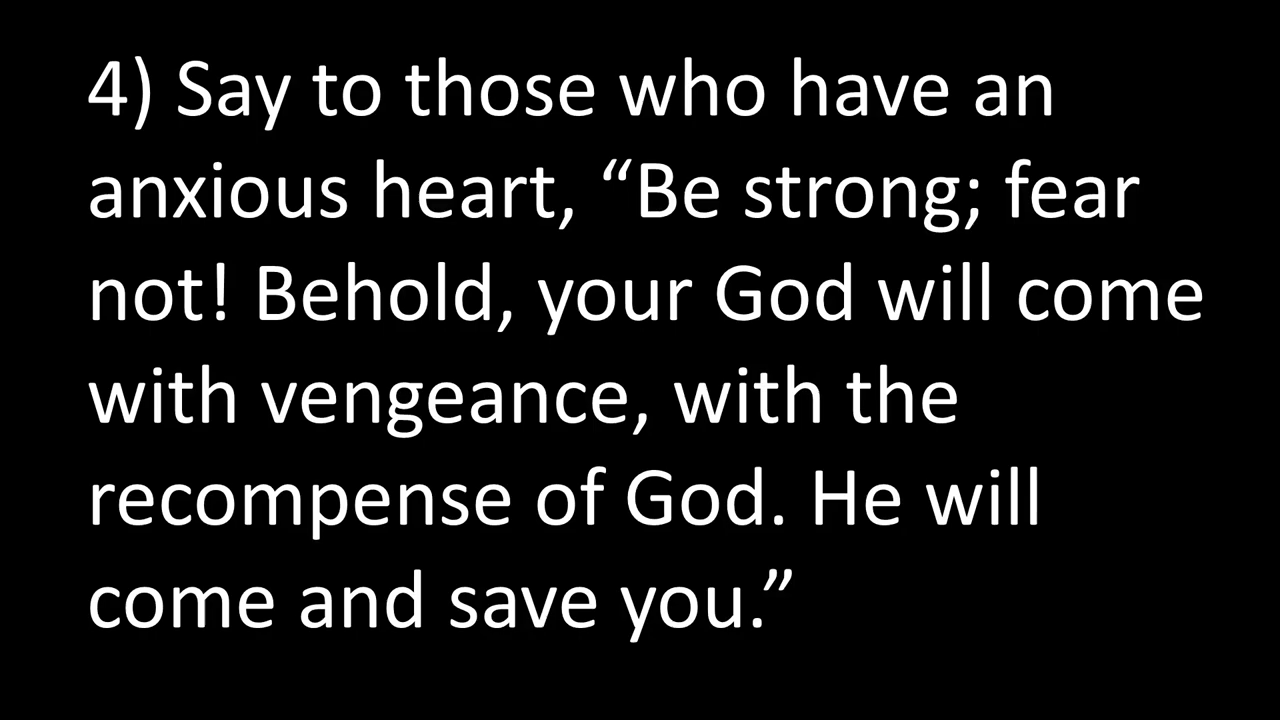 4) Say to those who have an
anxious heart, “Be strong; fear
not! Behold, your God will come
with vengeance, with the
recompense of God. He will
come and save you.”